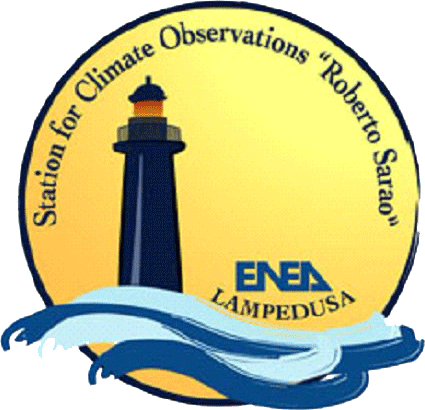 Station for Climate Observations "Roberto Sarao"
ENEA
LAMPEDUSA